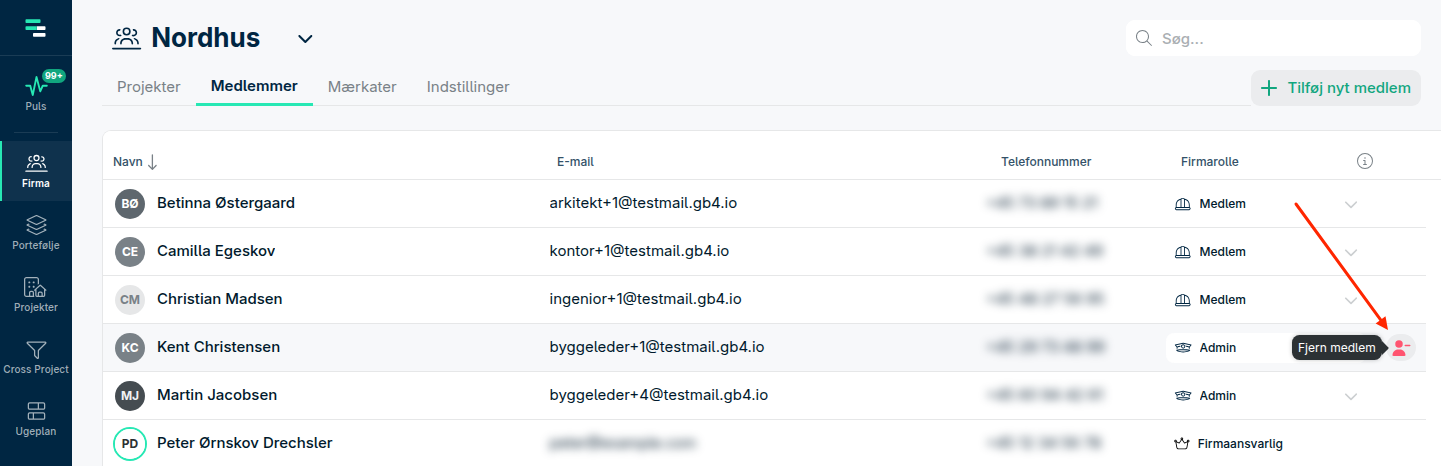 Nordhus
Søg...
99+
Puls
Projekter Medlemmer Mærkater Indstillinger
Tilføj nyt medlem
Firma
Portefølje
Projekter
Cross Project
Ugeplan
Navn E-mail Telefonnummer Firmarolle
BØ Betinna Østergaard arkitekt+1@testmail.gb4.io Medlem
CE Camilla Egeskov kontor+1@testmail.gb4.io Medlem
CM Christian Madsen ingenior+1@testmail.gb4.io Medlem
KC Kent Christensen byggeleder+1@testmail.gb4.io Admin Fjern medlem
MJ Martin Jacobsen byggeleder+4@testmail.gb4.io Admin
PD Peter Ørnskov Drechsler Firmaansvarlig